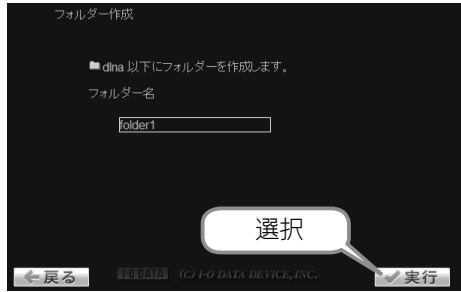 フォルダー作成
dlna 以下にフォルダーを作成します。
フォルダー名
folder1
選択
戻る
I-O DATA (C) I-O DATA DEVICE, INC.
実行